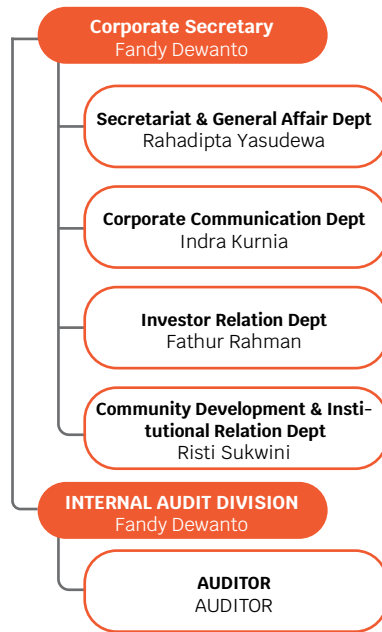 Corporate Secretary
Fandy Dewanto
Secretariat & General Affair Dept
Rahadipta Yasudewa
Corporate Communication Dept
Indra Kurnia
Investor Relation Dept
Fathur Rahman
Community Development & Insti-
tutional Relation Dept
Risti Sukwini
INTERNAL AUDIT DIVISION
Fandy Dewanto
AUDITOR
AUDITOR